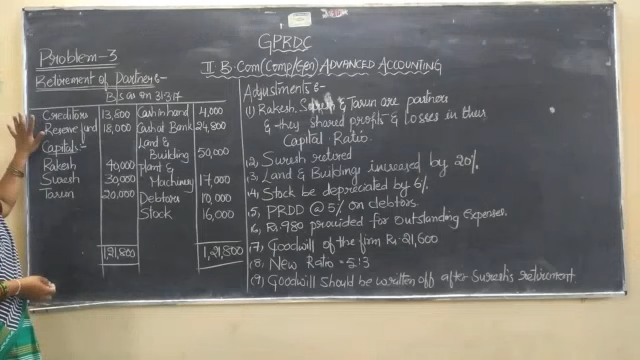 GPRDC
Problem-3
II B.Com (Comp/Gen) ADVANCED ACCOUNTING
Retirement of Partner :-
B/s as on 31.3.17
Creditors 13,800 Cash in hand 4,000
Reserve fund 18,000 Cash at Bank 24,800
Capitals :- Land & Building 50,000
Rakesh 40,000 Plant & Machinery 17,000
Suresh 30,000
Tarun 20,000 Debtors 10,000
Stock 16,000
1,21,800 1,21,800
Adjustments :-
(1) Rakesh & Tarun are partners
& they shared profits & losses in their
Capital Ratio.
(2) Suresh retired
(3) Land & Buildings increased by 20%.
(4) Stock be depreciated by 6%.
(5) PRDD @ 5% on debtors.
(6) Rs.980 provided for Outstanding Expenses.
(7) Goodwill of the firm Rs.21,600
(8) New Ratio = 5:3
(9) Goodwill should be written off after Suresh's retirement.